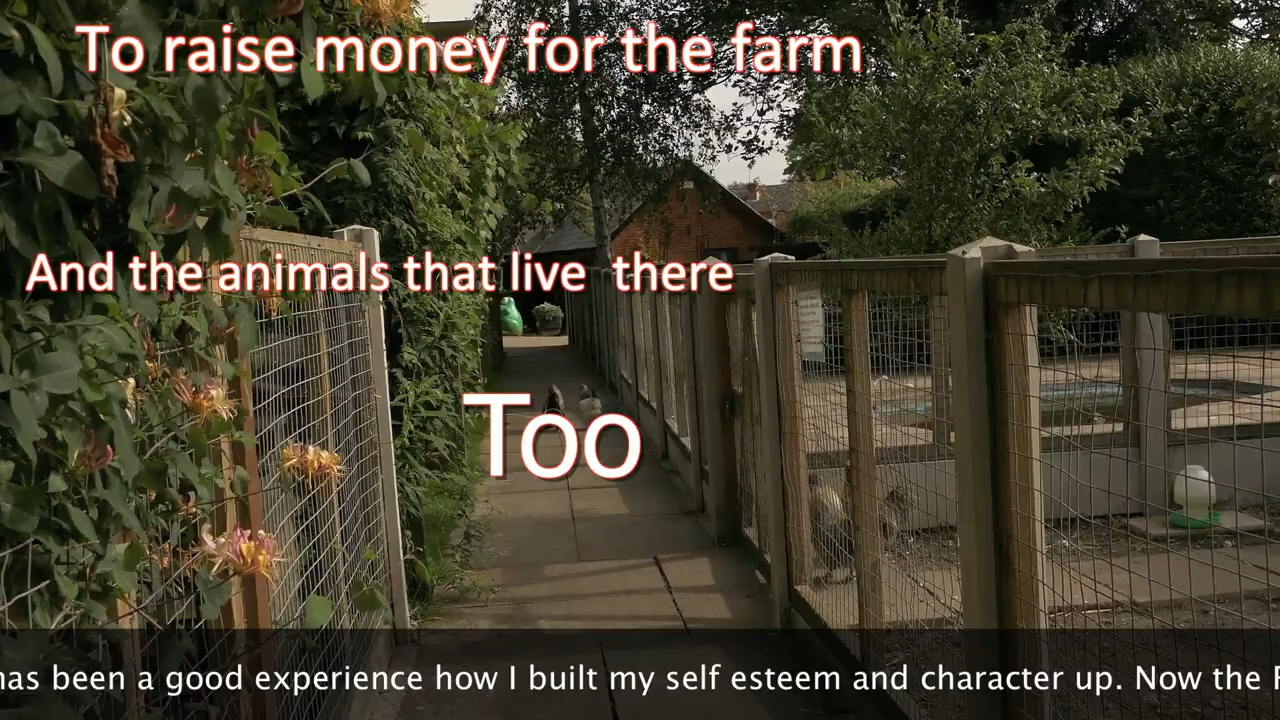 To raise money for the farm
And the animals that live there
Too
has been a good experience how I built my self esteem and character up. Now the